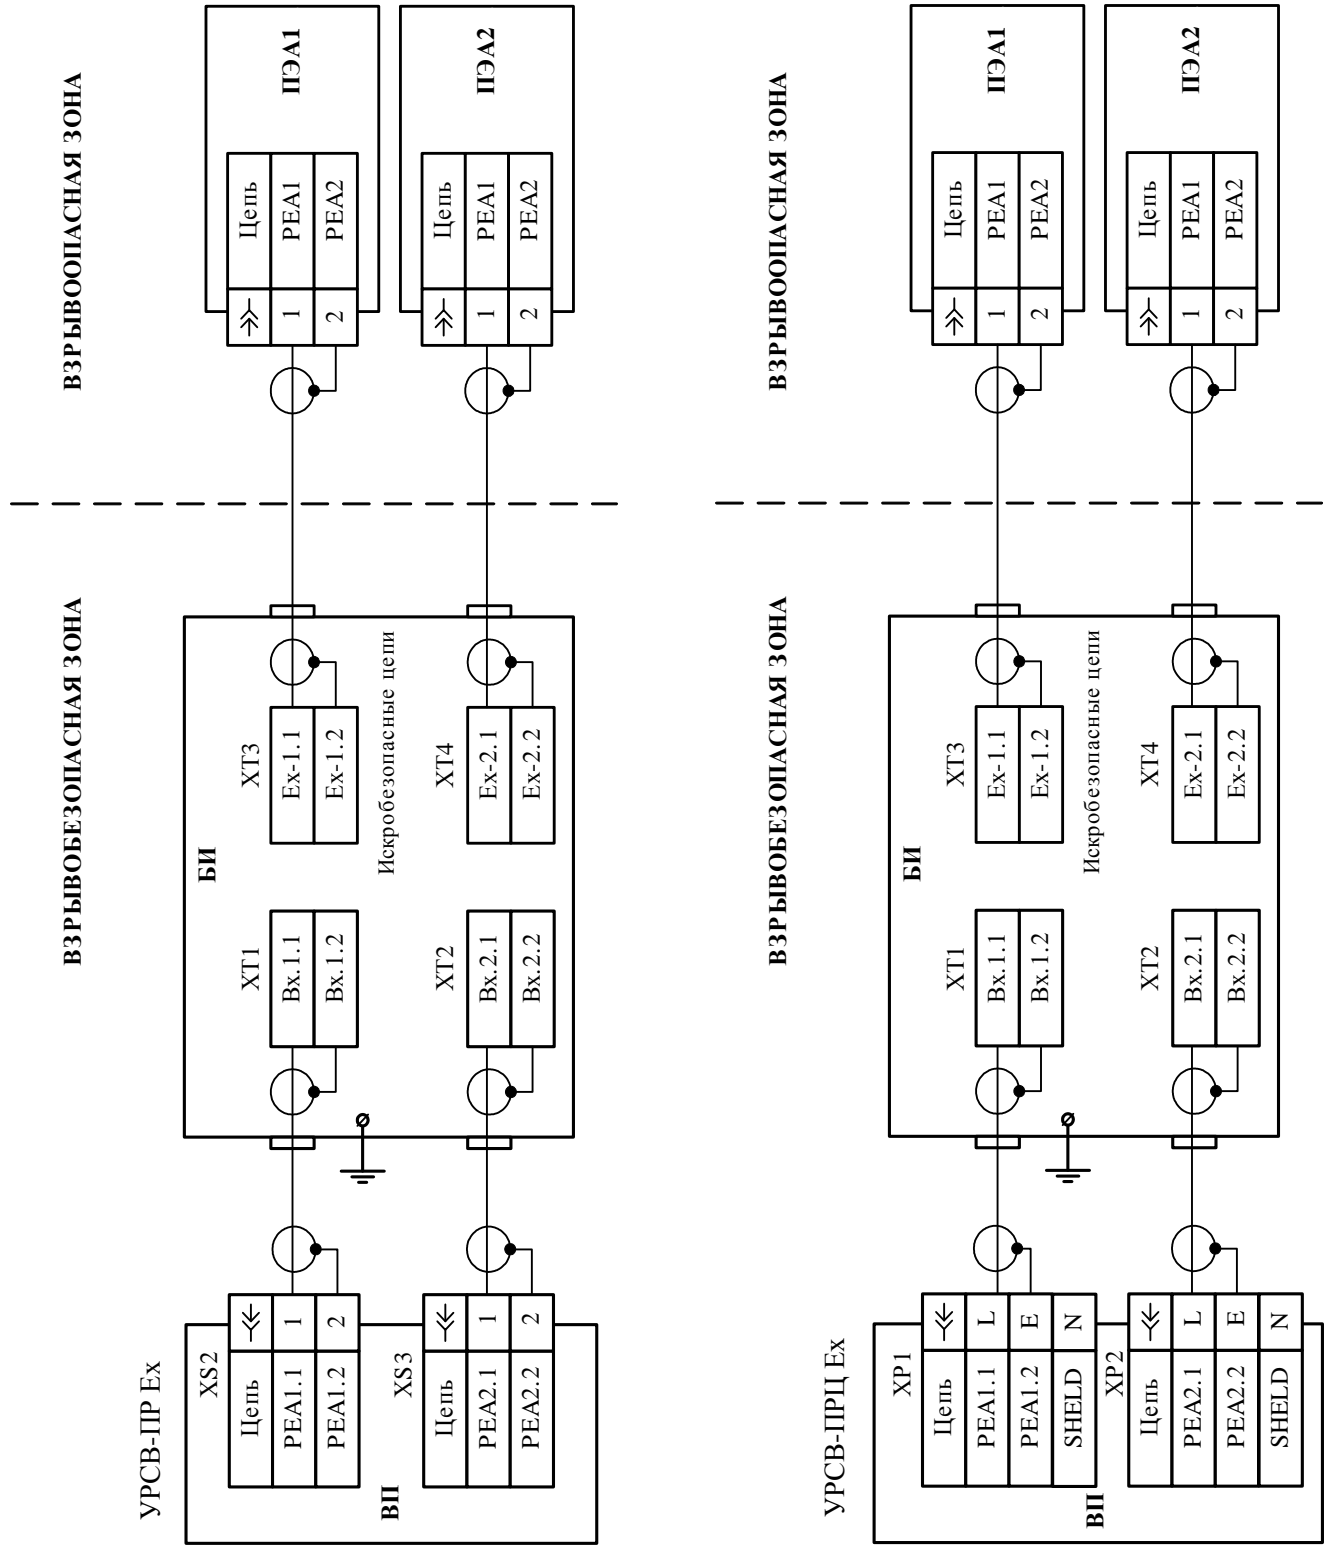 УРСВ-ПР Ex
ВЗРЫВОБЕЗОПАСНАЯ ЗОНА
ВЗРЫВООПАСНАЯ ЗОНА
ВП
XS2
Цепь
PEA1.1 1
PEA1.2 2
XS3
Цепь
PEA2.1 1
PEA2.2 2
БИ
XT1
Вх.1.1
Вх.1.2
XT3
Ex-1.1
Ex-1.2
Искробезопасные цепи
XT2
Вх.2.1
Вх.2.2
XT4
Ex-2.1
Ex-2.2
ПЭА1
Цепь
1 PEA1
2 PEA2
ПЭА2
Цепь
1 PEA1
2 PEA2
УРСВ-ПРЦ Ex
ВЗРЫВОБЕЗОПАСНАЯ ЗОНА
ВЗРЫВООПАСНАЯ ЗОНА
ВП
XP1
Цепь
PEA1.1 L
PEA1.2 E
SHELD N
XP2
Цепь
PEA2.1 L
PEA2.2 E
SHELD N
БИ
XT1
Вх.1.1
Вх.1.2
XT3
Ex-1.1
Ex-1.2
Искробезопасные цепи
XT2
Вх.2.1
Вх.2.2
XT4
Ex-2.1
Ex-2.2
ПЭА1
Цепь
1 PEA1
2 PEA2
ПЭА2
Цепь
1 PEA1
2 PEA2